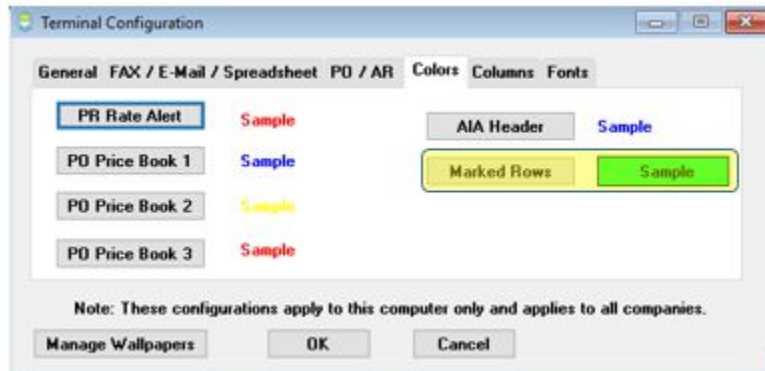 Terminal Configuration
General FAX / E-Mail / Spreadsheet PO / AR Colors Columns Fonts
PR Rate Alert Sample AIA Header Sample
PO Price Book 1 Sample Marked Rows Sample
PO Price Book 2 Sample
PO Price Book 3 Sample
Note: These configurations apply to this computer only and applies to all companies.
Manage Wallpapers OK Cancel